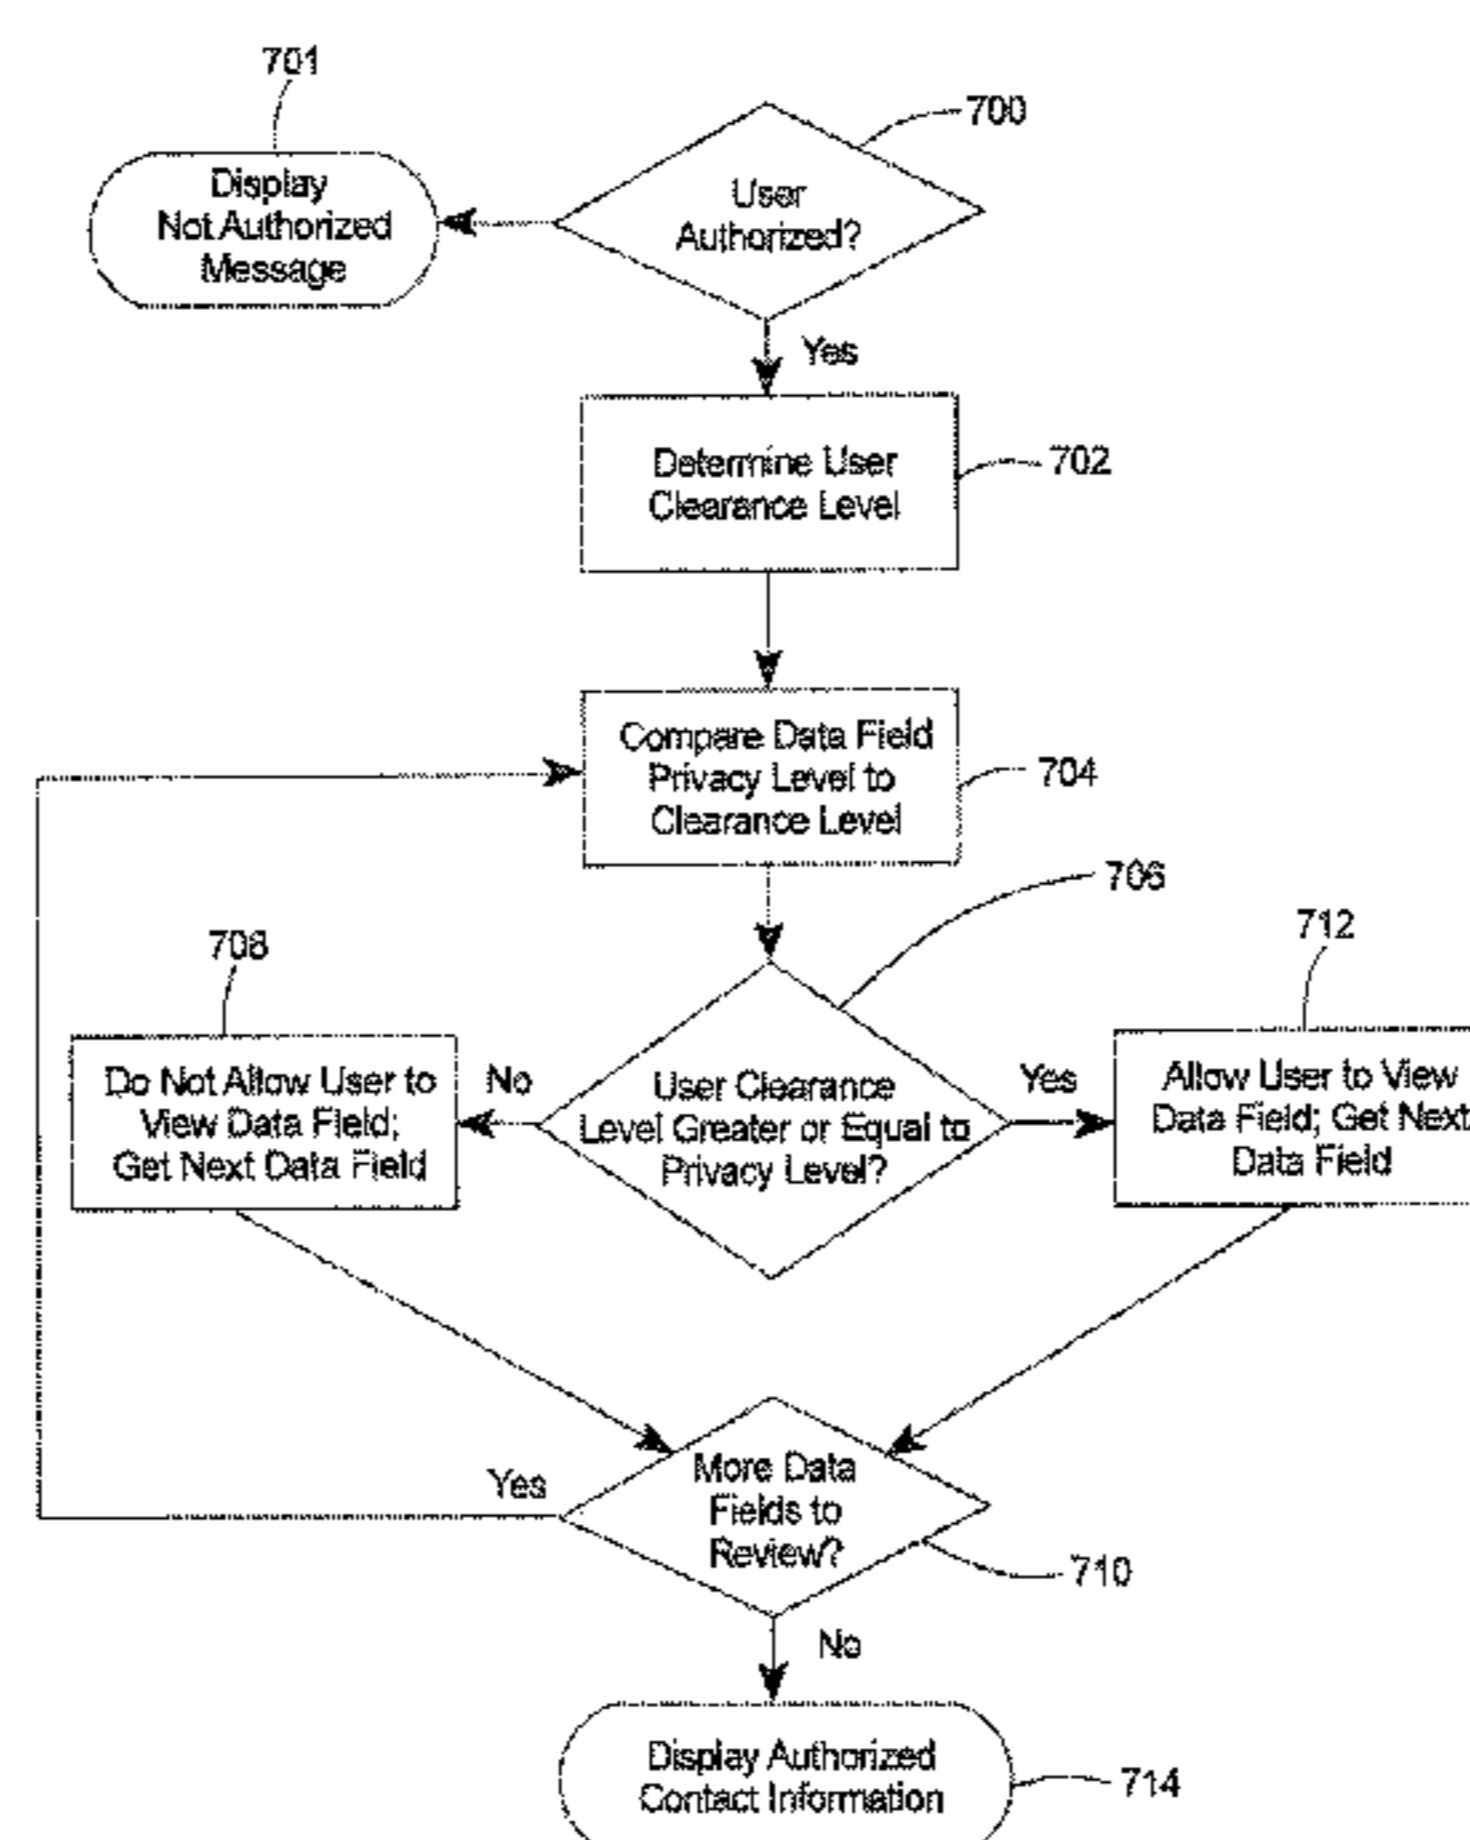 701
700
Display
Not Authorized
Message
User
Authorized?
Yes
Determine User
Clearance Level
702
Compare Data Field
Privacy Level to
Clearance Level
704
706
708
712
Do Not Allow User to
View Data Field;
Get Next Data Field
No
User Clearance
Level Greater or Equal to
Privacy Level?
Yes
Allow User to View
Data Field; Get Next
Data Field
Yes
More Data
Fields to
Review?
710
No
Display Authorized
Contact Information
714